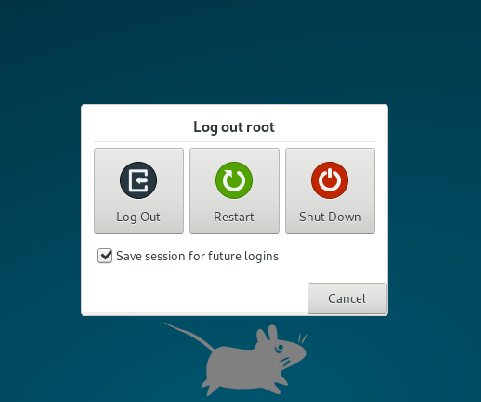 Log out root
Log Out
Restart
Shut Down
Save session for future logins
Cancel